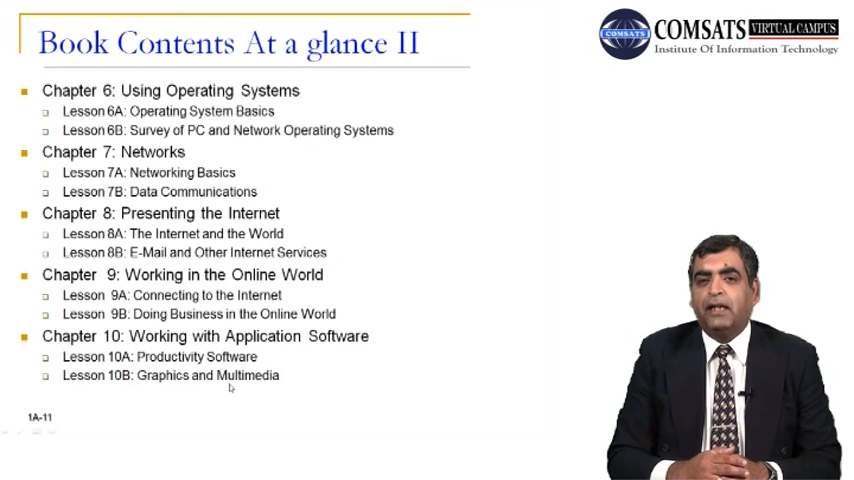 Book Contents At a glance II
COMSATS
COMSATS VIRTUAL CAMPUS
Institute Of Information Technology
Chapter 6: Using Operating Systems
Lesson 6A: Operating System Basics
Lesson 6B: Survey of PC and Network Operating Systems
Chapter 7: Networks
Lesson 7A: Networking Basics
Lesson 7B: Data Communications
Chapter 8: Presenting the Internet
Lesson 8A: The Internet and the World
Lesson 8B: E-Mail and Other Internet Services
Chapter 9: Working in the Online World
Lesson 9A: Connecting to the Internet
Lesson 9B: Doing Business in the Online World
Chapter 10: Working with Application Software
Lesson 10A: Productivity Software
Lesson 10B: Graphics and Multimedia
1A-11